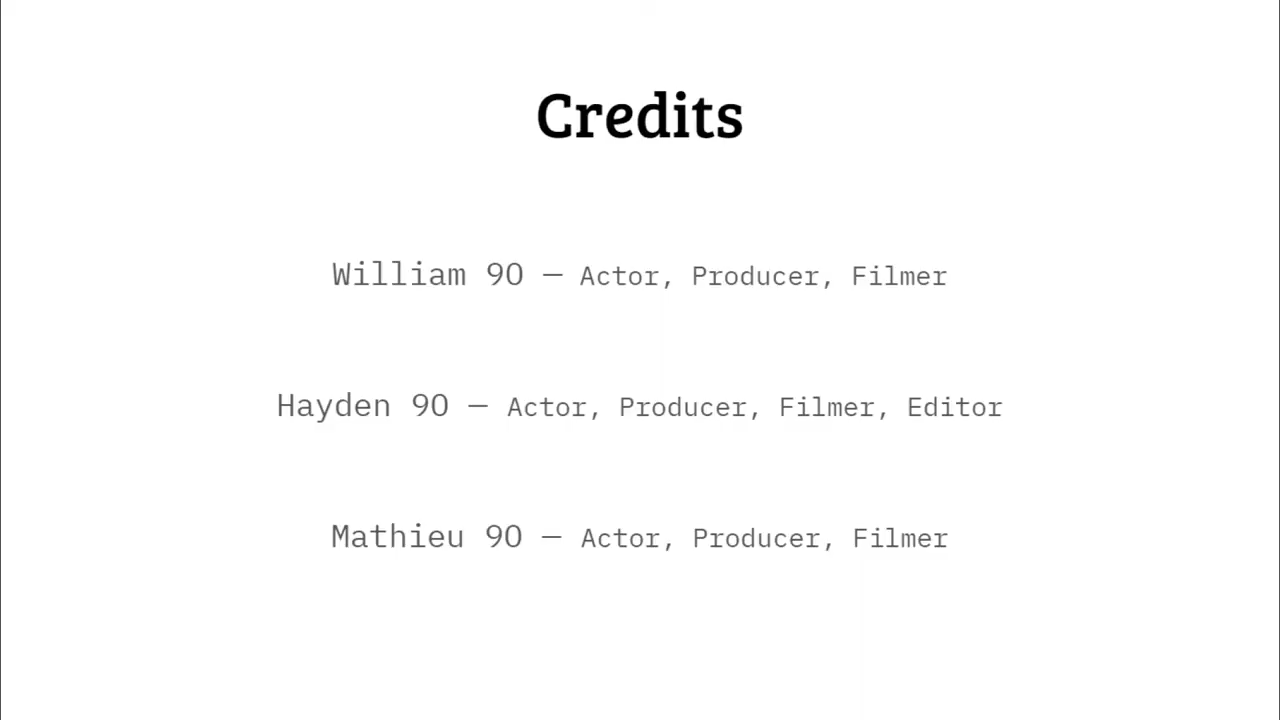 Credits
William 90 — Actor, Producer, Filmer
Hayden 90 — Actor, Producer, Filmer, Editor
Mathieu 90 — Actor, Producer, Filmer